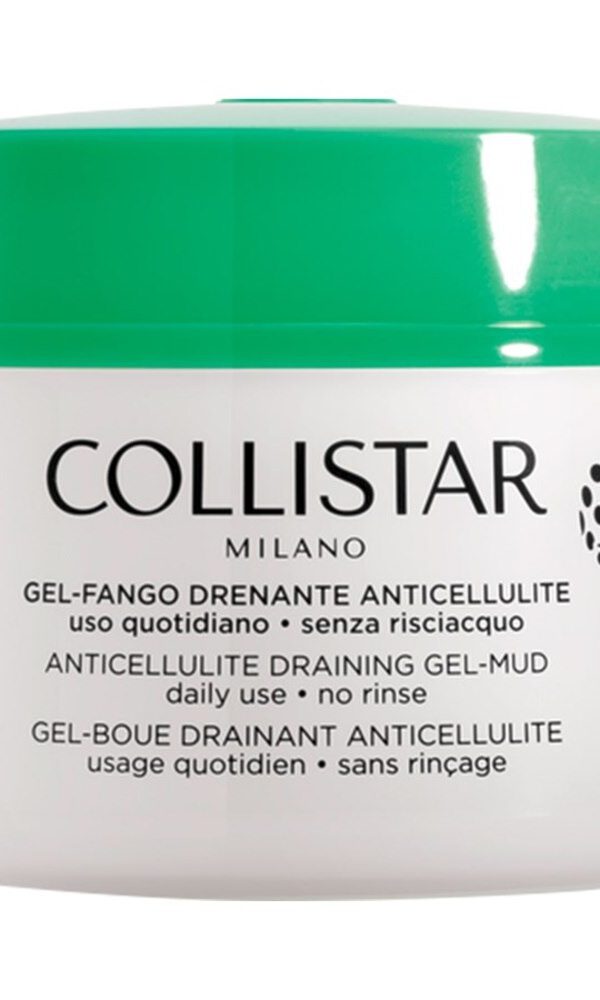 COLLISTAR
MILANO
GEL-FANGO DRENANTE ANTICELLULITE
uso quotidiano • senza risciacquo
ANTICELLULITE DRAINING GEL-MUD
daily use • no rinse
GEL-BOUE DRAINANT ANTICELLULITE
usage quotidien • sans rinçage